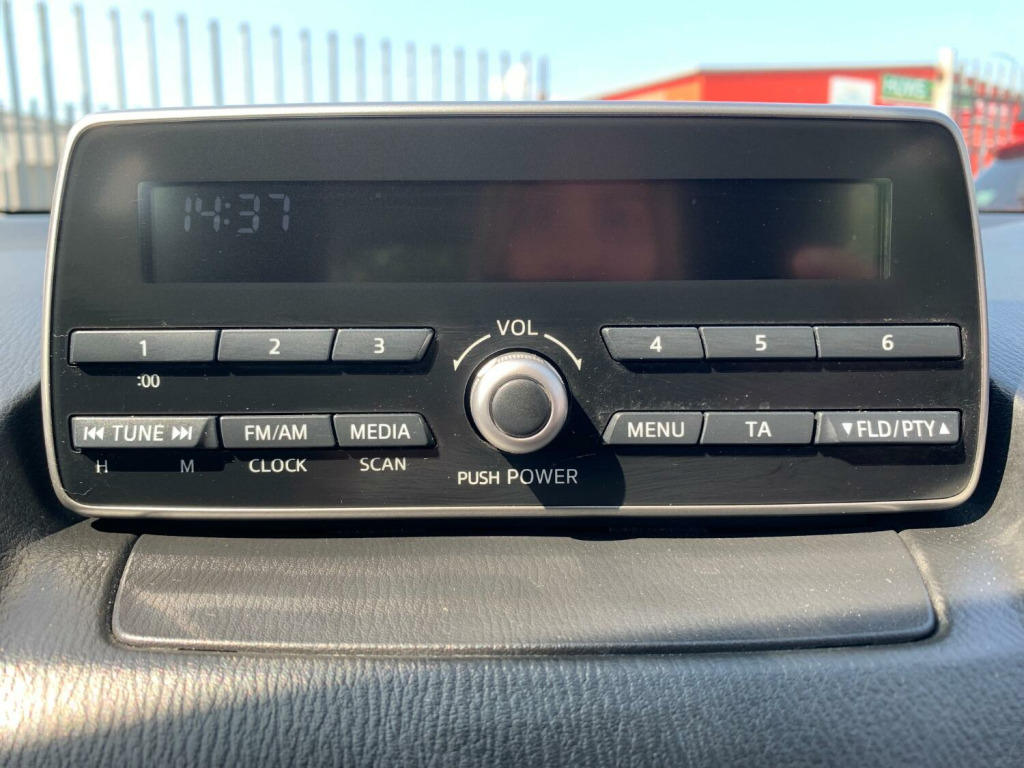 14:37
VOL
1 2 3 4 5 6
:00
TUNE FM/AM MEDIA MENU TA ▼FLD/PTY▲
H M CLOCK SCAN
PUSH POWER